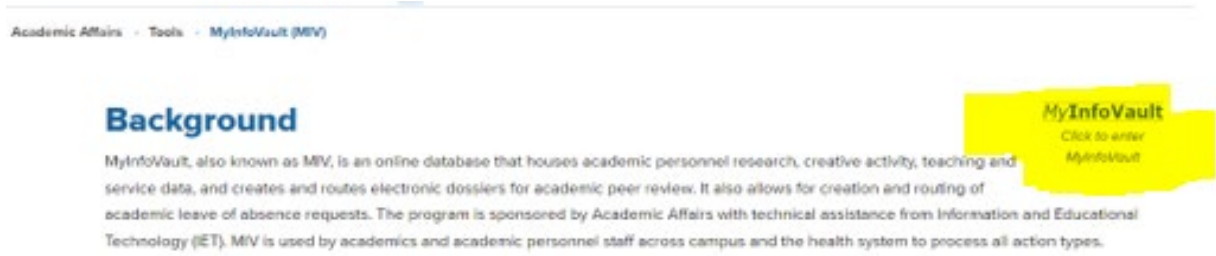 Academic Affairs · Tools · MyInfoVault (MIV)
Background
MyInfoVault
Click to enter
MyInfoVault
MyInfoVault, also known as MIV, is an online database that houses academic personnel research, creative activity, teaching and
service data, and creates and routes electronic dossiers for academic peer review. It also allows for creation and routing of
academic leave of absence requests. The program is sponsored by Academic Affairs with technical assistance from Information and Educational
Technology (IET). MIV is used by academics and academic personnel staff across campus and the health system to process all action types.